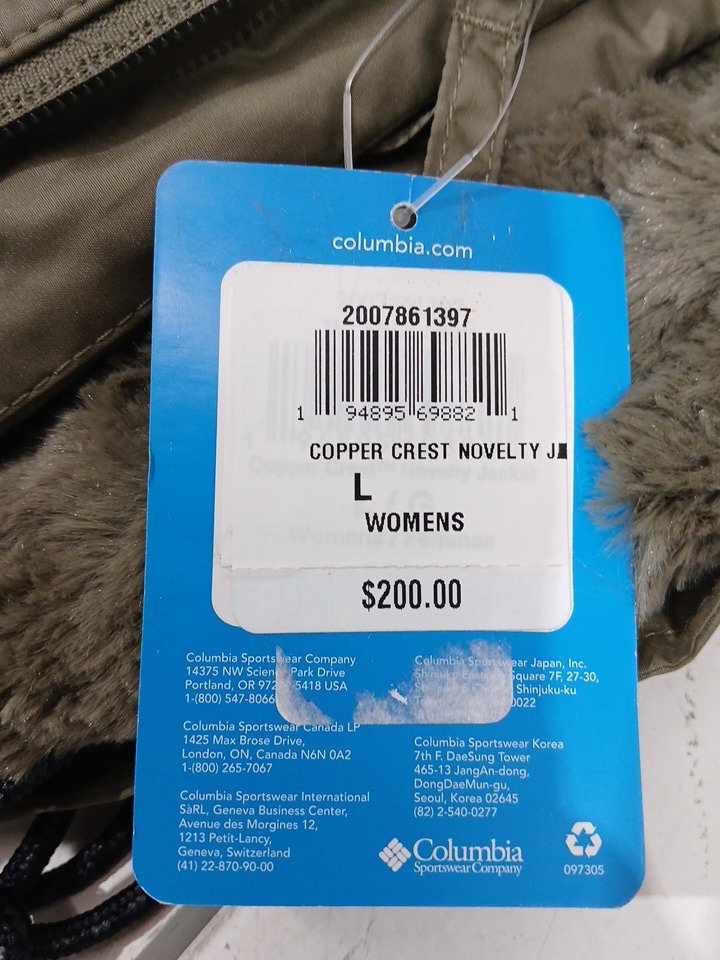 columbia.com
2007861397
1 94895 69882 1
COPPER CREST NOVELTY J
L
WOMENS
$200.00
Columbia Sportswear Company
14375 NW Science Park Drive
Portland, OR 5418 USA
1-(800) 547-8066
Columbia Sportswear Canada LP
1425 Max Brose Drive,
London, ON, Canada N6N 0A2
1-(800) 265-7067
Columbia Sportswear International
SàRL, Geneva Business Center,
Avenue des Morgines 12,
1213 Petit-Lancy,
Geneva, Switzerland
(41) 22-870-90-00
Columbia Sportswear Japan, Inc.
Square 7F, 27-30,
Shinjuku-ku
0022
Columbia Sportswear Korea
7th F. DaeSung Tower
465-13 JangAn-dong,
DongDaeMun-gu,
Seoul, Korea 02645
(82) 2-540-0277
Columbia
Sportswear Company
097305